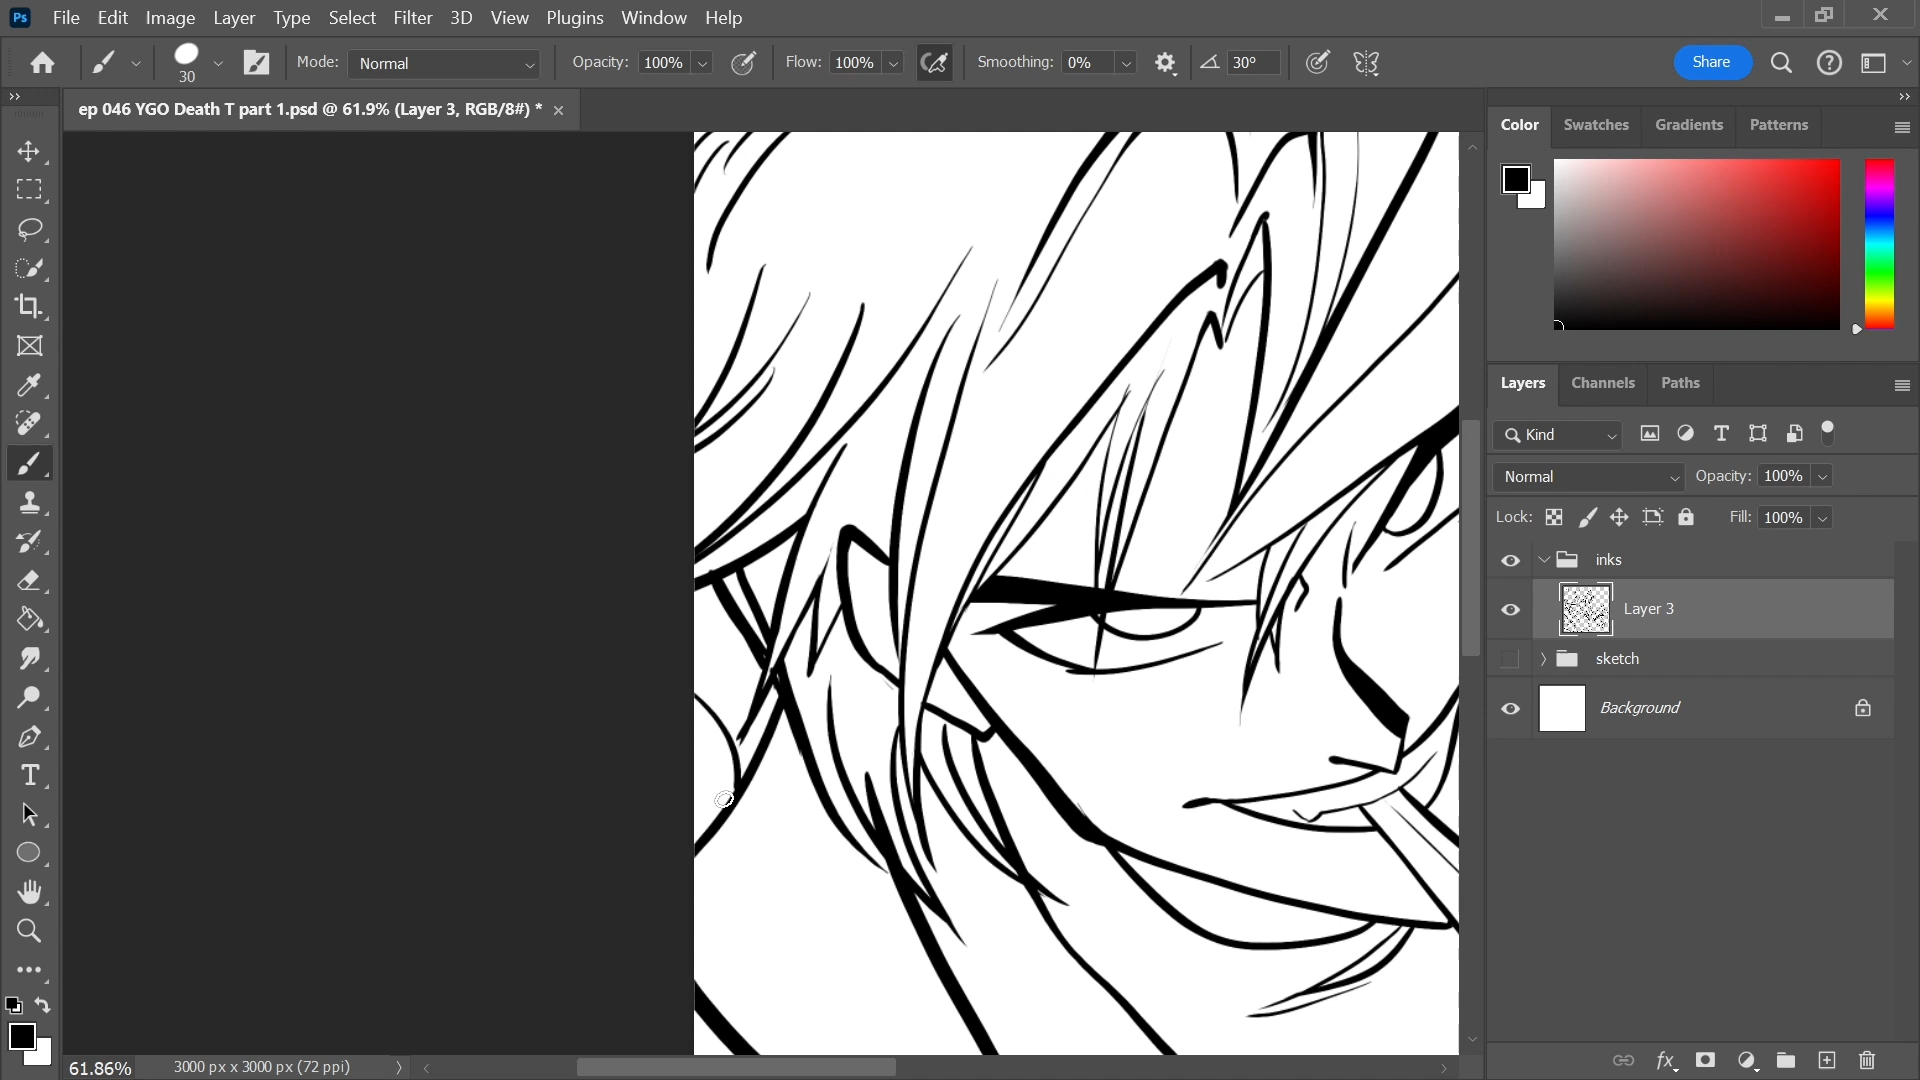 Ps File Edit Image Layer Type Select Filter 3D View Plugins Window Help
30 Mode: Normal Opacity: 100% Flow: 100% Smoothing: 0% 30° Share
ep 046 YGO Death T part 1.psd @ 61.9% (Layer 3, RGB/8#) *
Color Swatches Gradients Patterns
Layers Channels Paths
Kind
Normal Opacity: 100%
Lock: Fill: 100%
inks
Layer 3
sketch
Background
61.86% 3000 px x 3000 px (72 ppi)
fx